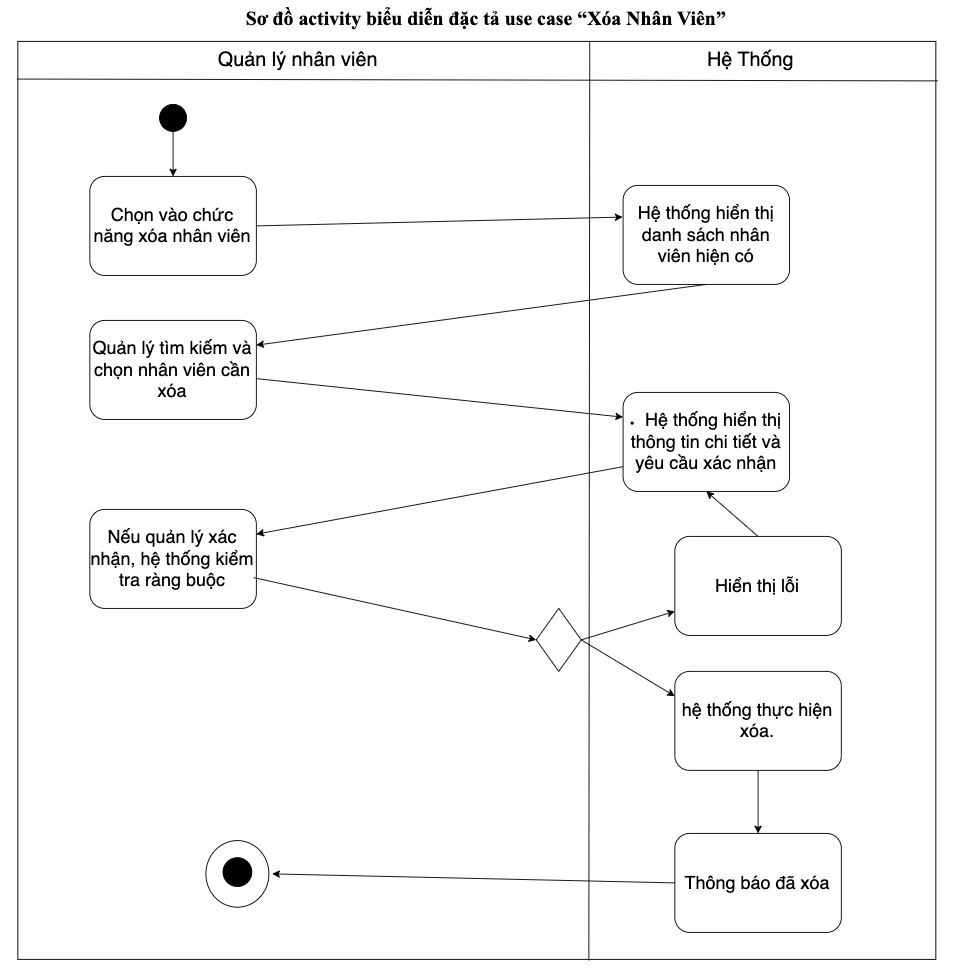 Sơ đồ activity biểu diễn đặc tả use case “Xóa Nhân Viên”
Quản lý nhân viên
Hệ Thống
Chọn vào chức
năng xóa nhân viên
Hệ thống hiển thị
danh sách nhân
viên hiện có
Quản lý tìm kiếm và
chọn nhân viên cần
xóa
. Hệ thống hiển thị
thông tin chi tiết và
yêu cầu xác nhận
Nếu quản lý xác
nhận, hệ thống kiểm
tra ràng buộc
Hiển thị lỗi
hệ thống thực hiện
xóa.
Thông báo đã xóa